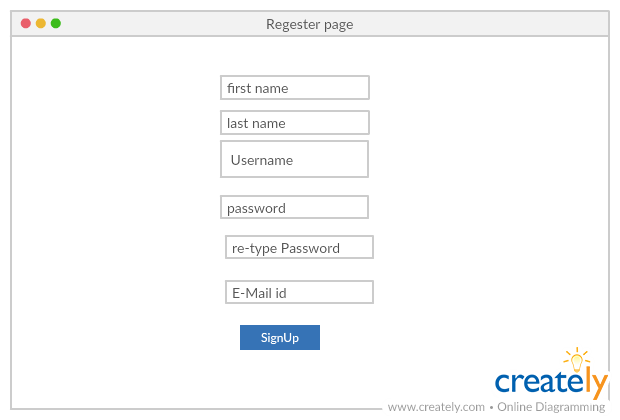 Regester page
first name
last name
Username
password
re-type Password
E-Mail id
SignUp
creately
www.creately.com • Online Diagramming